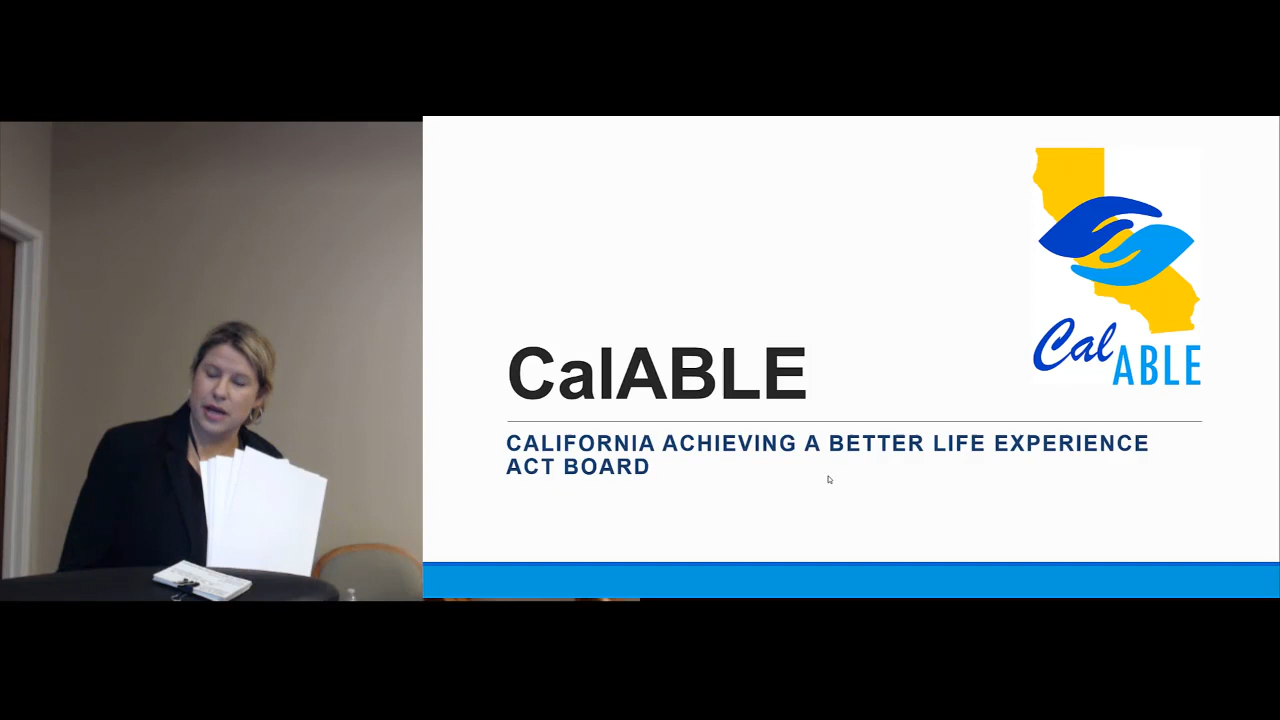 Cal
ABLE
CalABLE
CALIFORNIA ACHIEVING A BETTER LIFE EXPERIENCE
ACT BOARD